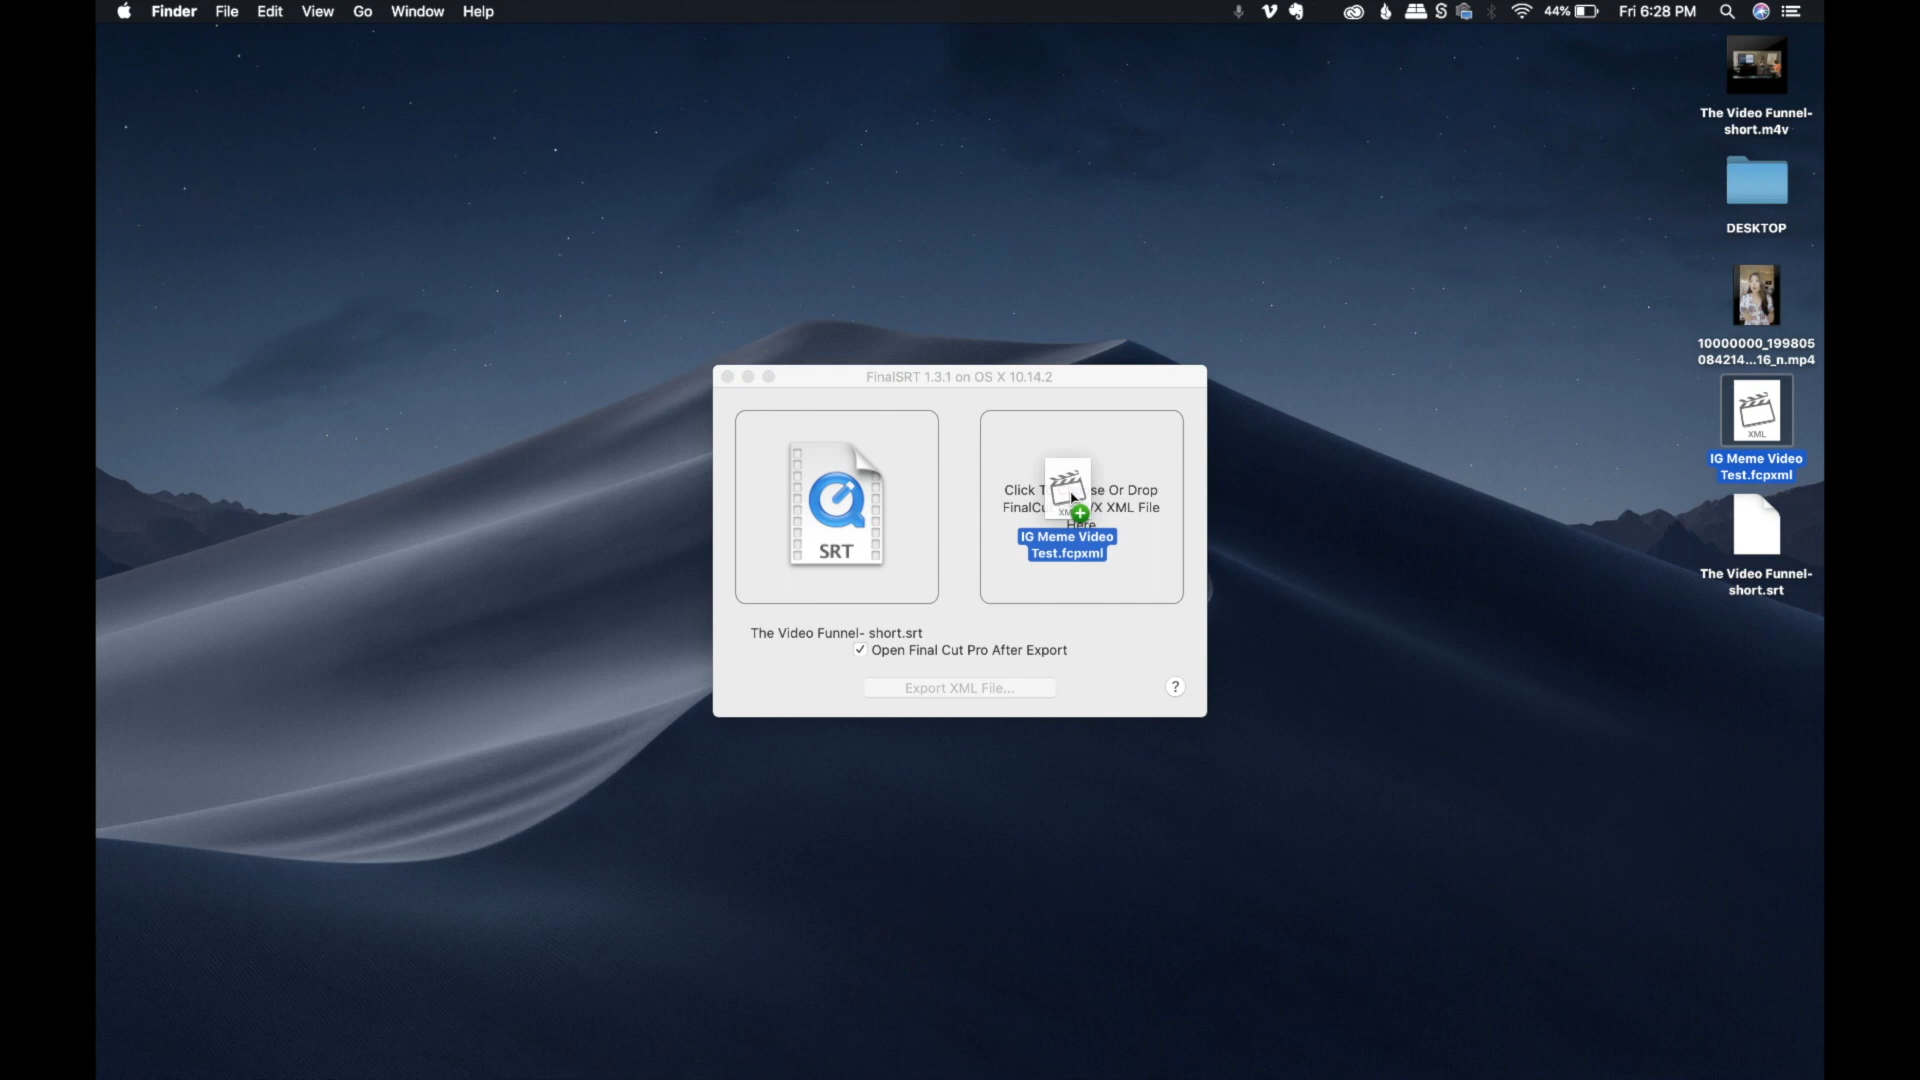 Finder File Edit View Go Window Help
44% Fri 6:28 PM
The Video Funnel-
short.m4v
DESKTOP
10000000_199805
084214...16_n.mp4
XML
IG Meme Video
Test.fcpxml
The Video Funnel-
short.srt
FinalSRT 1.3.1 on OS X 10.14.2
SRT
Click Or Drop
X XML File
Here
IG Meme Video
Test.fcpxml
The Video Funnel- short.srt
Open Final Cut Pro After Export
Export XML File...
?